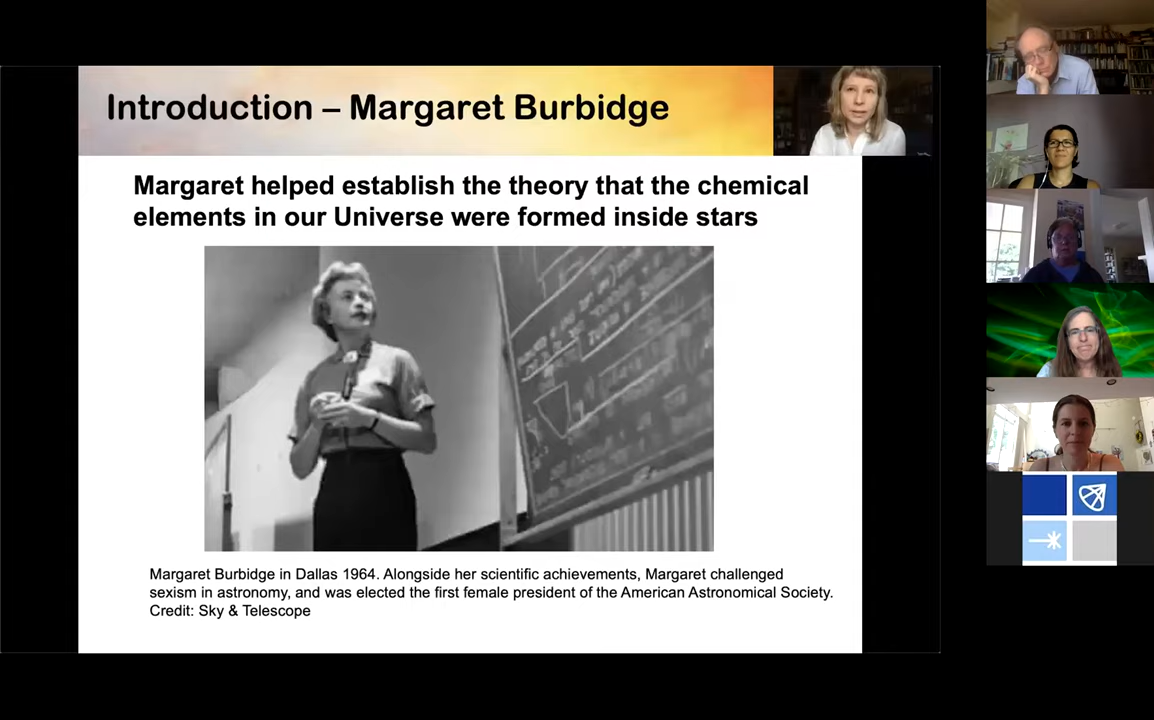 Introduction – Margaret Burbidge
Margaret helped establish the theory that the chemical
elements in our Universe were formed inside stars
Margaret Burbidge in Dallas 1964. Alongside her scientific achievements, Margaret challenged
sexism in astronomy, and was elected the first female president of the American Astronomical Society.
Credit: Sky & Telescope